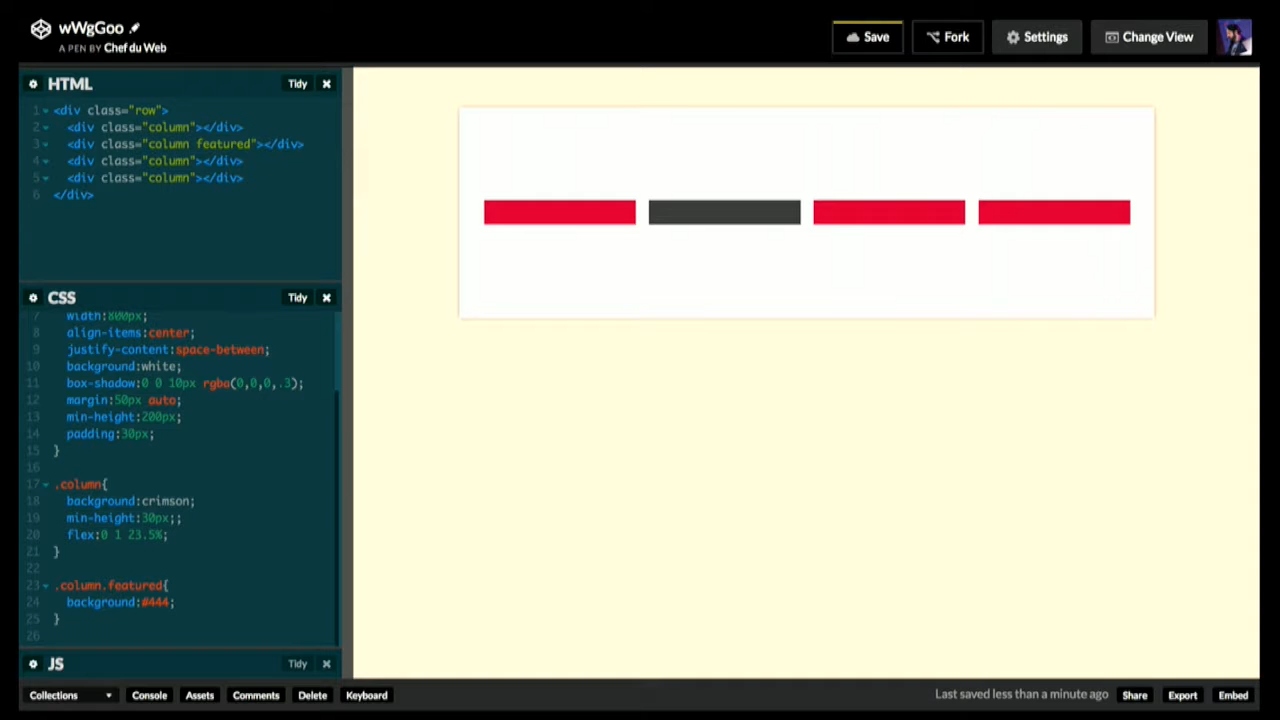 wWgGoo
A PEN BY Chef du Web
Save
Fork
Settings
Change View
HTML
Tidy
1 <div class="row">
2 <div class="column"></div>
3 <div class="column featured"></div>
4 <div class="column"></div>
5 <div class="column"></div>
6 </div>
CSS
Tidy
7 width:800px;
8 align-items:center;
9 justify-content:space-between;
10 background:white;
11 box-shadow:0 0 10px rgba(0,0,0,.3);
12 margin:50px auto;
13 min-height:200px;
14 padding:30px;
15 }
16
17 .column{
18 background:crimson;
19 min-height:30px;;
20 flex:0 1 23.5%;
21 }
22
23 .column.featured{
24 background:#444;
25 }
26
JS
Tidy
Collections
Console
Assets
Comments
Delete
Keyboard
Last saved less than a minute ago
Share
Export
Embed